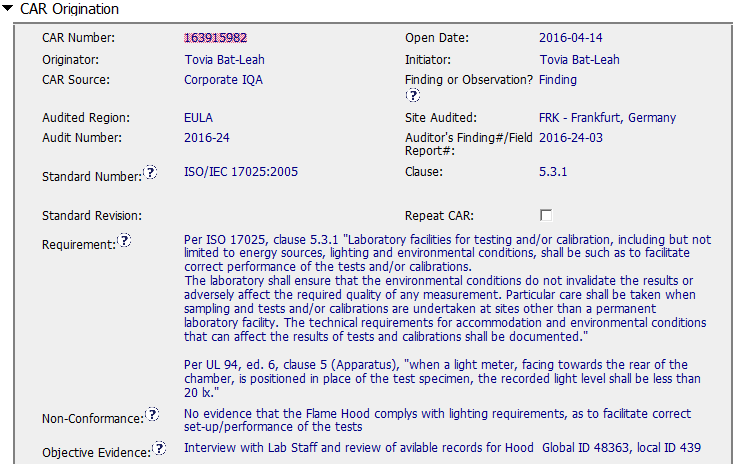 CAR Origination
CAR Number: 163915982 Open Date: 2016-04-14
Originator: Tovia Bat-Leah Initiator: Tovia Bat-Leah
CAR Source: Corporate IQA Finding or Observation? Finding
?
Audited Region: EULA Site Audited: FRK - Frankfurt, Germany
Audit Number: 2016-24 Auditor's Finding#/Field 2016-24-03
Report#:
Standard Number:? ISO/IEC 17025:2005 Clause: 5.3.1
Standard Revision: Repeat CAR:
Requirement:? Per ISO 17025, clause 5.3.1 "Laboratory facilities for testing and/or calibration, including but not
limited to energy sources, lighting and environmental conditions, shall be such as to facilitate
correct performance of the tests and/or calibrations.
The laboratory shall ensure that the environmental conditions do not invalidate the results or
adversely affect the required quality of any measurement. Particular care shall be taken when
sampling and tests and/or calibrations are undertaken at sites other than a permanent
laboratory facility. The technical requirements for accommodation and environmental conditions
that can affect the results of tests and calibrations shall be documented."
Per UL 94, ed. 6, clause 5 (Apparatus), "when a light meter, facing towards the rear of the
chamber, is positioned in place of the test specimen, the recorded light level shall be less than
20 lx."
Non-Conformance:? No evidence that the Flame Hood complys with lighting requirements, as to facilitate correct
set-up/performance of the tests
Objective Evidence:? Interview with Lab Staff and review of avilable records for Hood Global ID 48363, local ID 439